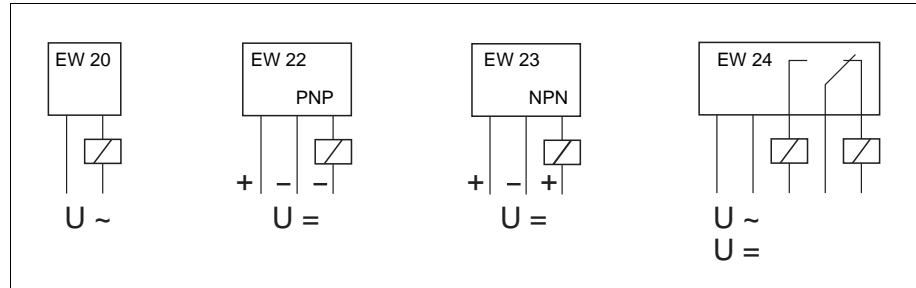 EW 20
U ~
EW 22
PNP
+ – –
U =
EW 23
NPN
+ – +
U =
EW 24
U ~
U =